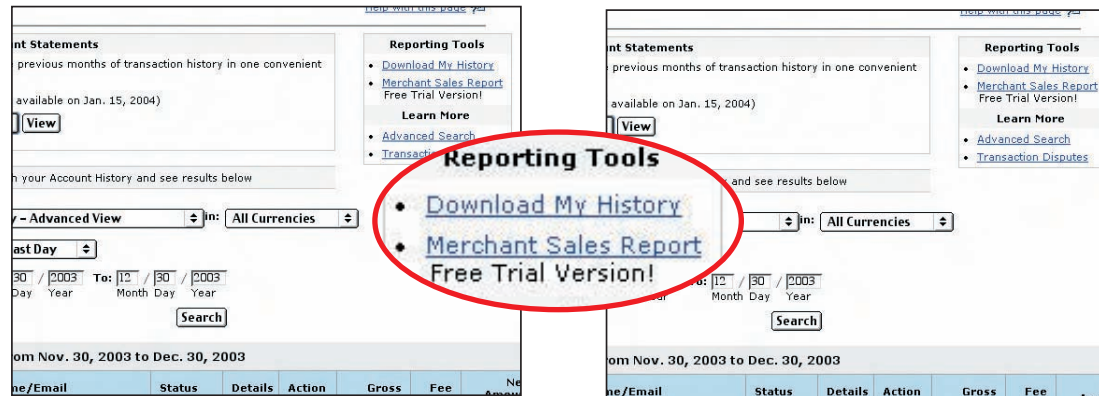 Help with this page
nt Statements
previous months of transaction history in one convenient
available on Jan. 15, 2004)
View
Reporting Tools
• Download My History
• Merchant Sales Report
Free Trial Version!
Learn More
• Advanced Search
• Transactio
n your Account History and see results below
– Advanced View
in: All Currencies
ast Day
30 / 2003 To: 12 / 30 / 2003
Day Year Month Day Year
Search
om Nov. 30, 2003 to Dec. 30, 2003
me/Email Status Details Action Gross Fee Ne
Amou
Reporting Tools
• Download My History
• Merchant Sales Report
Free Trial Version!
Help with this page
nt Statements
previous months of transaction history in one convenient
available on Jan. 15, 2004)
View
Reporting Tools
• Download My History
• Merchant Sales Report
Free Trial Version!
Learn More
• Advanced Search
• Transaction Disputes
and see results below
in: All Currencies
To: 12 / 30 / 2003
Month Day Year
Search
om Nov. 30, 2003 to Dec. 30, 2003
me/Email Status Details Action Gross Fee